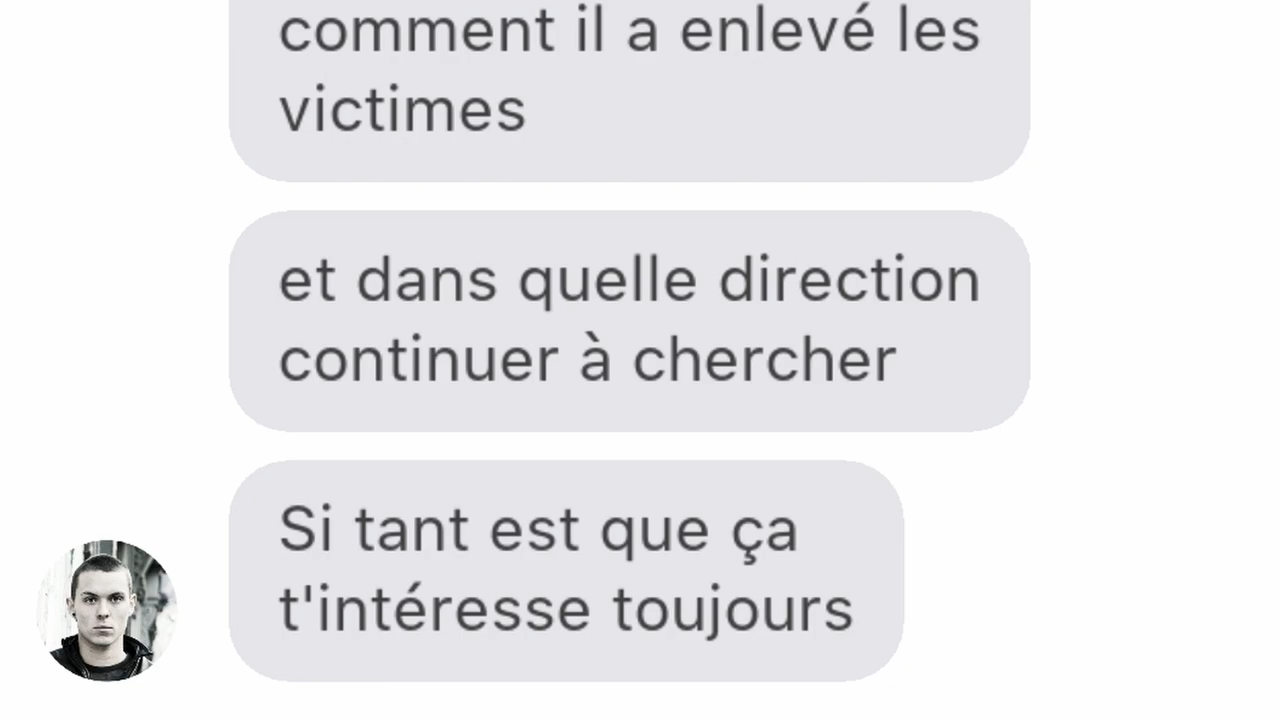 comment il a enlevé les
victimes
et dans quelle direction
continuer à chercher
Si tant est que ça
t'intéresse toujours